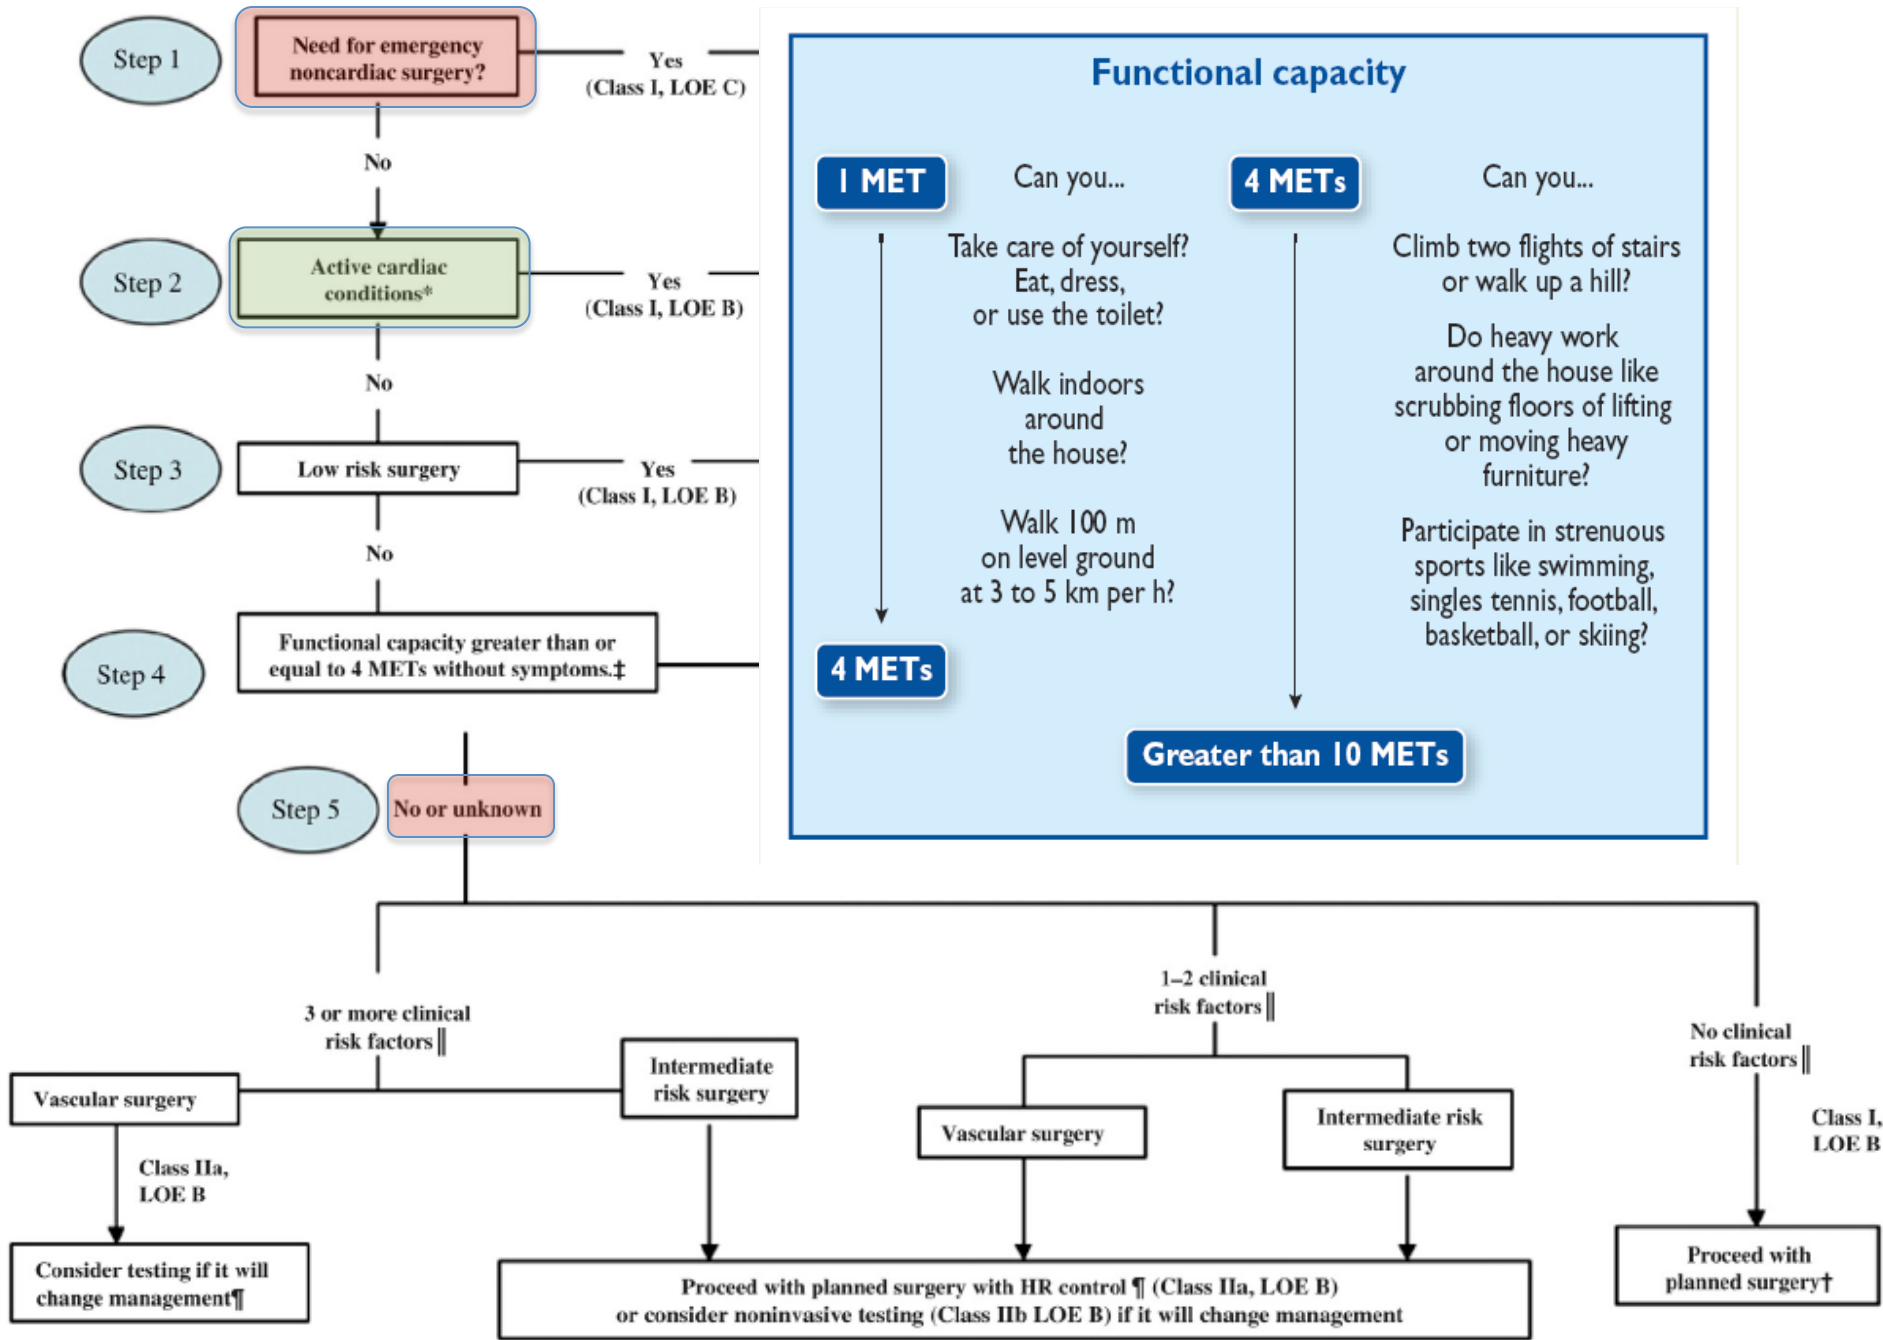 Step 1
Need for emergency
noncardiac surgery?
Yes
(Class I, LOE C)
No
Step 2
Active cardiac
conditions*
Yes
(Class I, LOE B)
No
Step 3
Low risk surgery
Yes
(Class I, LOE B)
No
Step 4
Functional capacity greater than or
equal to 4 METs without symptoms.‡
Step 5
No or unknown
Functional capacity
1 MET
Can you...
Take care of yourself?
Eat, dress,
or use the toilet?
Walk indoors
around
the house?
Walk 100 m
on level ground
at 3 to 5 km per h?
4 METs
4 METs
Can you...
Climb two flights of stairs
or walk up a hill?
Do heavy work
around the house like
scrubbing floors of lifting
or moving heavy
furniture?
Participate in strenuous
sports like swimming,
singles tennis, football,
basketball, or skiing?
Greater than 10 METs
3 or more clinical
risk factors‖
Vascular surgery
Class IIa,
LOE B
Consider testing if it will
change management¶
Intermediate
risk surgery
1–2 clinical
risk factors‖
Vascular surgery
Intermediate risk
surgery
Proceed with planned surgery with HR control ¶ (Class IIa, LOE B)
or consider noninvasive testing (Class IIb LOE B) if it will change management
No clinical
risk factors‖
Class I,
LOE B
Proceed with
planned surgery†